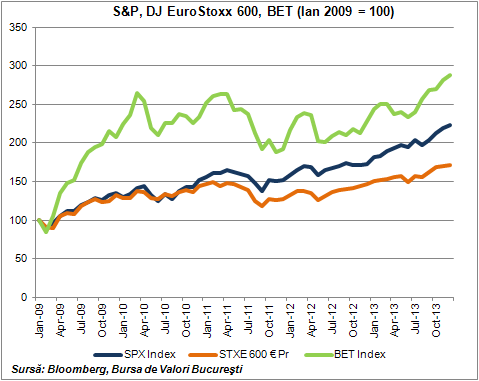 S&P, DJ EuroStoxx 600, BET (Ian 2009 = 100)
350
300
250
200
150
100
50
0
Jan-09
Apr-09
Jul-09
Oct-09
Jan-10
Apr-10
Jul-10
Oct-10
Jan-11
Apr-11
Jul-11
Oct-11
Jan-12
Apr-12
Jul-12
Oct-12
Jan-13
Apr-13
Jul-13
Oct-13
SPX Index STXE 600 € Pr BET Index
Sursă: Bloomberg, Bursa de Valori Bucureşti